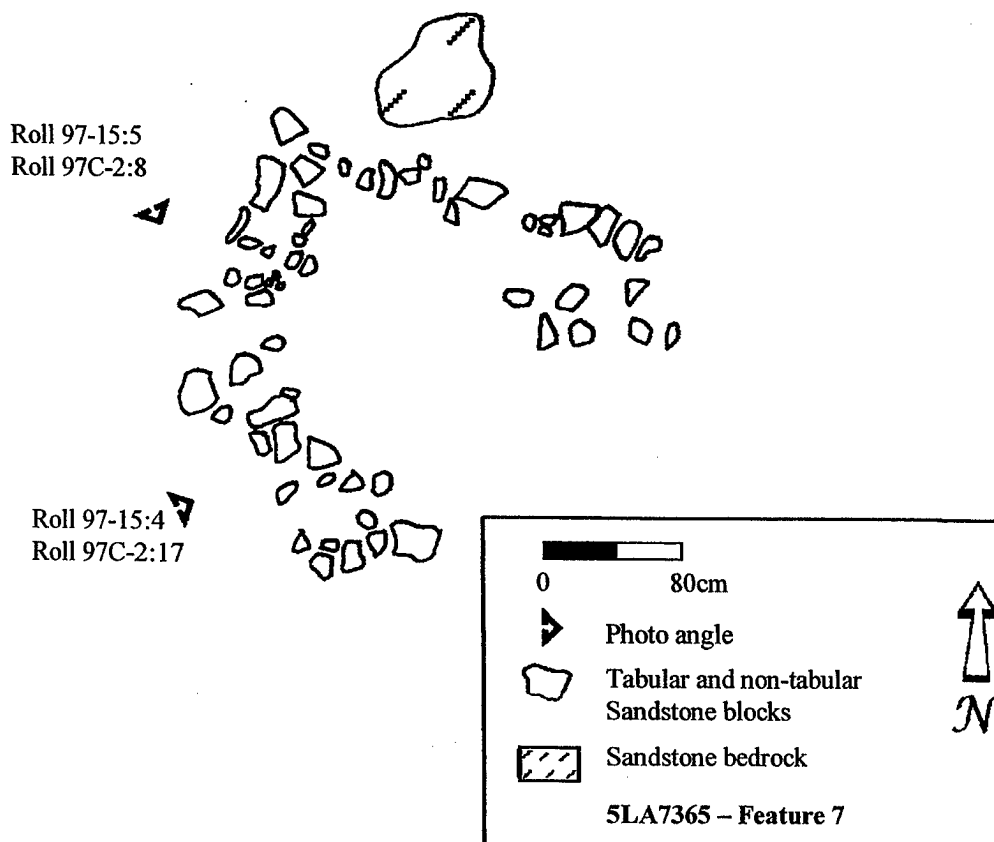 Roll 97-15:5
Roll 97C-2:8
Roll 97-15:4
Roll 97C-2:17
0 80cm
Photo angle
Tabular and non-tabular
Sandstone blocks
N
Sandstone bedrock
5LA7365 – Feature 7